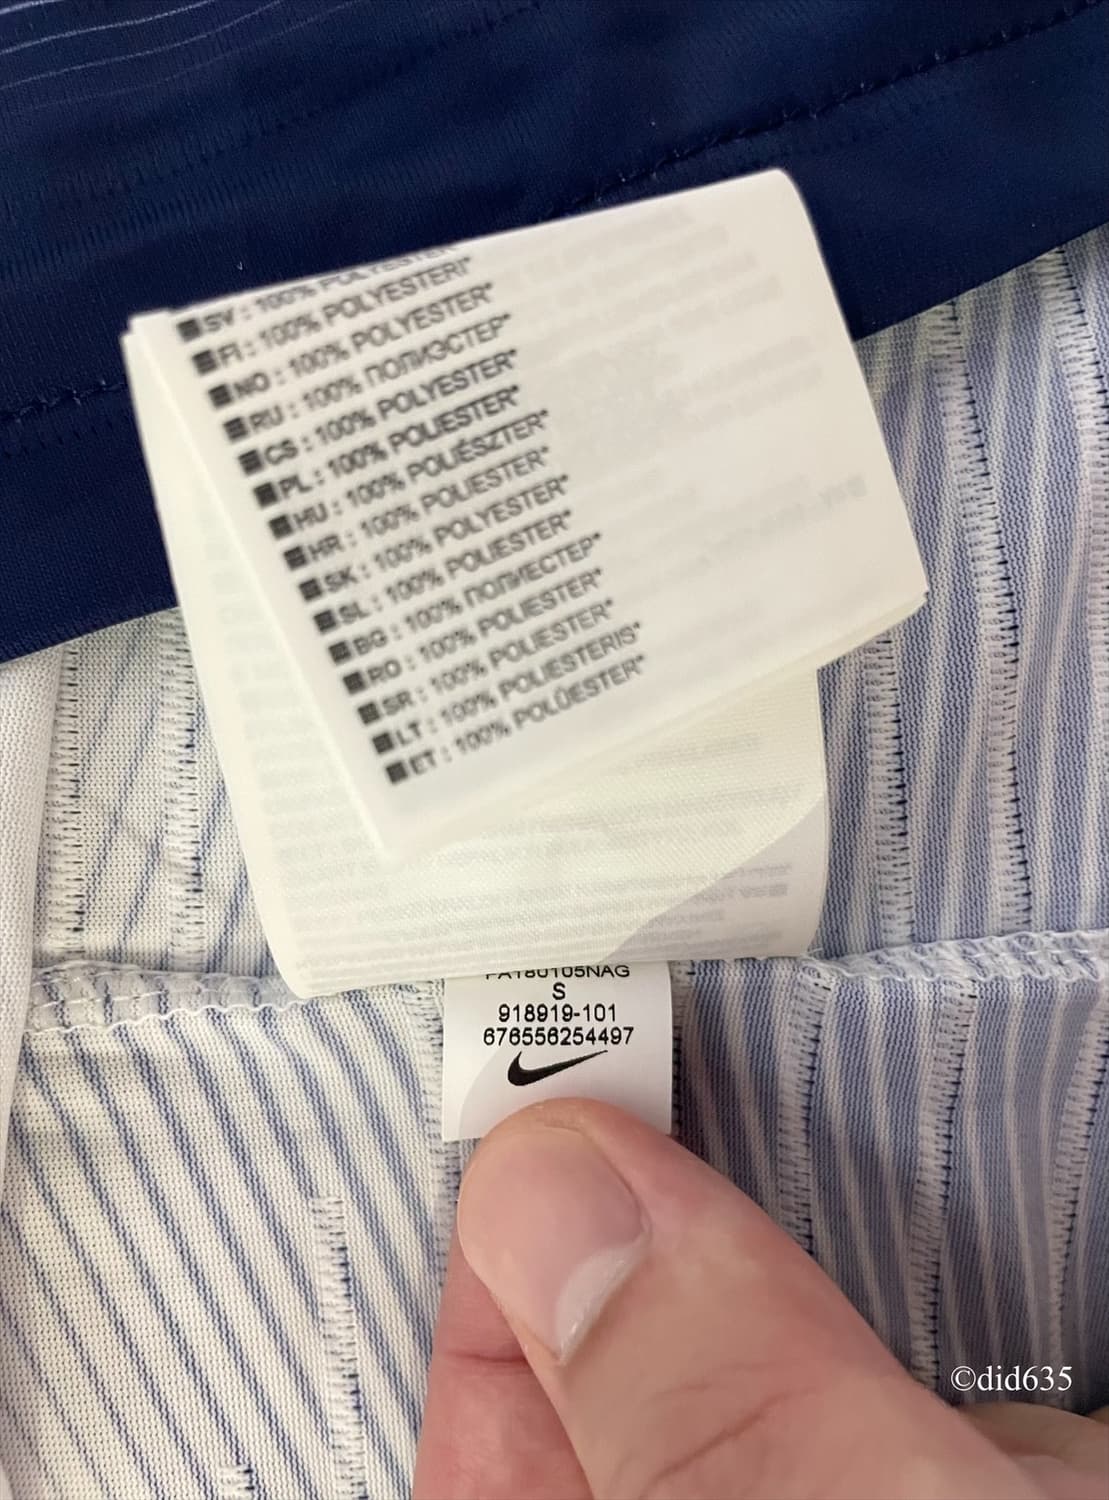 SV : 100% POLYESTER
FI : 100% POLYESTERI*
NO : 100% POLYESTER*
RU : 100% ПОЛИЭСТЕР*
CS : 100% POLYESTER*
PL : 100% POLIESTER*
HU : 100% POLIÉSZTER*
HR : 100% POLIESTER*
SK : 100% POLYESTER*
SL : 100% POLIESTER*
BG : 100% ПОЛИЕСТЕР*
RO : 100% POLIESTER*
SR : 100% POLIESTER*
LT : 100% POLIESTERIS*
ET : 100% POLÜESTER*
FA180105NAG
S
918919-101
676556254497
©did635